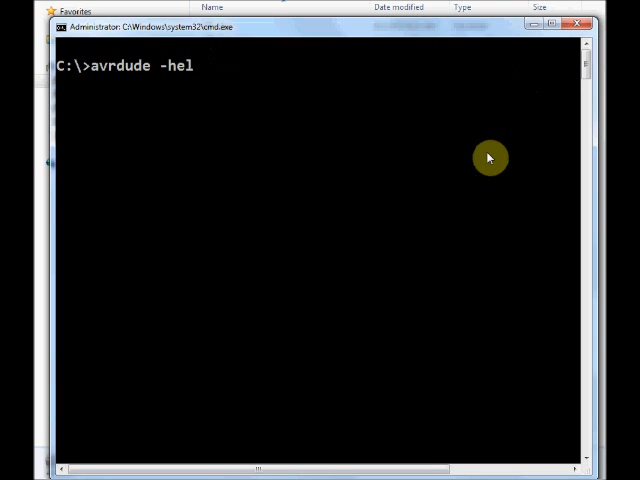 Favorites
Name
Date modified
Type
Size
Administrator: C:\Windows\system32\cmd.exe
C:\>avrdude -hel